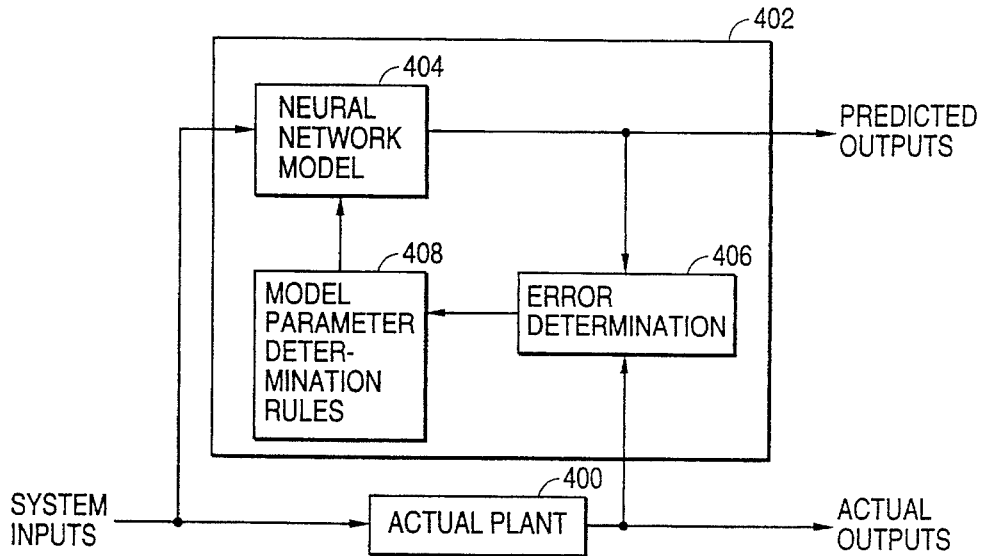 402
404
NEURAL
NETWORK
MODEL
PREDICTED
OUTPUTS
408
MODEL
PARAMETER
DETER-
MINATION
RULES
406
ERROR
DETERMINATION
400
SYSTEM
INPUTS
ACTUAL PLANT
ACTUAL
OUTPUTS